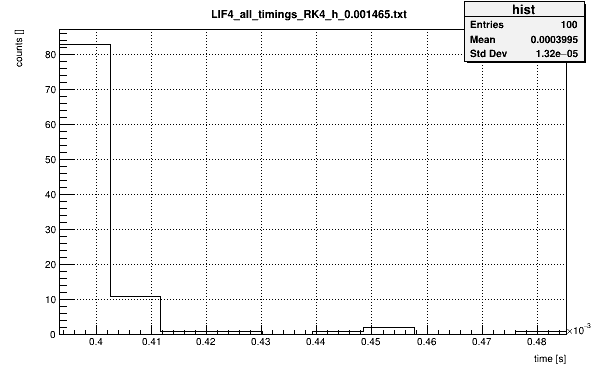 LIF4_all_timings_RK4_h_0.001465.txt
hist
Entries 100
Mean 0.0003995
Std Dev 1.32e−05
counts []
80
70
60
50
40
30
20
10
0
0.4 0.41 0.42 0.43 0.44 0.45 0.46 0.47 0.48
×10⁻³
time [s]